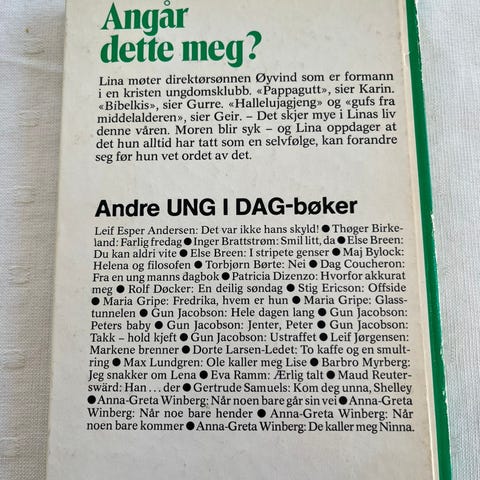 Angår
dette meg?
Lina møter direktørsønnen Øyvind som er formann
i en kristen ungdomsklubb. «Pappagutt», sier Karin.
«Bibelkis», sier Gurre. «Hallelujagjeng» og «gufs fra
middelalderen», sier Geir. – Det skjer mye i Linas liv
denne våren. Moren blir syk – og Lina oppdager at
det hun alltid har tatt som en selvfølge, kan forandre
seg før hun vet ordet av det.
Andre UNG I DAG-bøker
Leif Esper Andersen: Det var ikke hans skyld! ● Thøger Birke-
land: Farlig fredag ● Inger Brattstrøm: Smil litt, da ● Else Breen:
Du kan aldri vite ● Else Breen: I stripete genser ● Maj Bylock:
Helena og filosofen ● Torbjørn Børte: Nei ● Dag Coucheron:
Fra en ung manns dagbok ● Patricia Dizenzo: Hvorfor akkurat
meg ● Rolf Døcker: En deilig søndag ● Stig Ericson: Offside
● Maria Gripe: Fredrika, hvem er hun ● Maria Gripe: Glass-
tunnelen ● Gun Jacobson: Hele dagen lang ● Gun Jacobson:
Peters baby ● Gun Jacobson: Jenter, Peter ● Gun Jacobson:
Takk – hold kjeft ● Gun Jacobson: Ustraffet ● Leif Jørgensen:
Markene brenner ● Dorte Larsen-Ledet: To kaffe og en smult-
ring ● Max Lundgren: Ole kaller meg Lise ● Barbro Myrberg:
Jeg snakker om Lena ● Eva Ramm: Ærlig talt ● Maud Reuter-
swärd: Han . . . der ● Gertrude Samuels: Kom deg unna, Shelley
● Anna-Greta Winberg; Når noen bare går sin vei ● Anna-Greta
Winberg: Når noe bare hender ● Anna-Greta Winberg: Når
noen bare kommer ● Anna-Greta Winberg: De kaller meg Ninna.